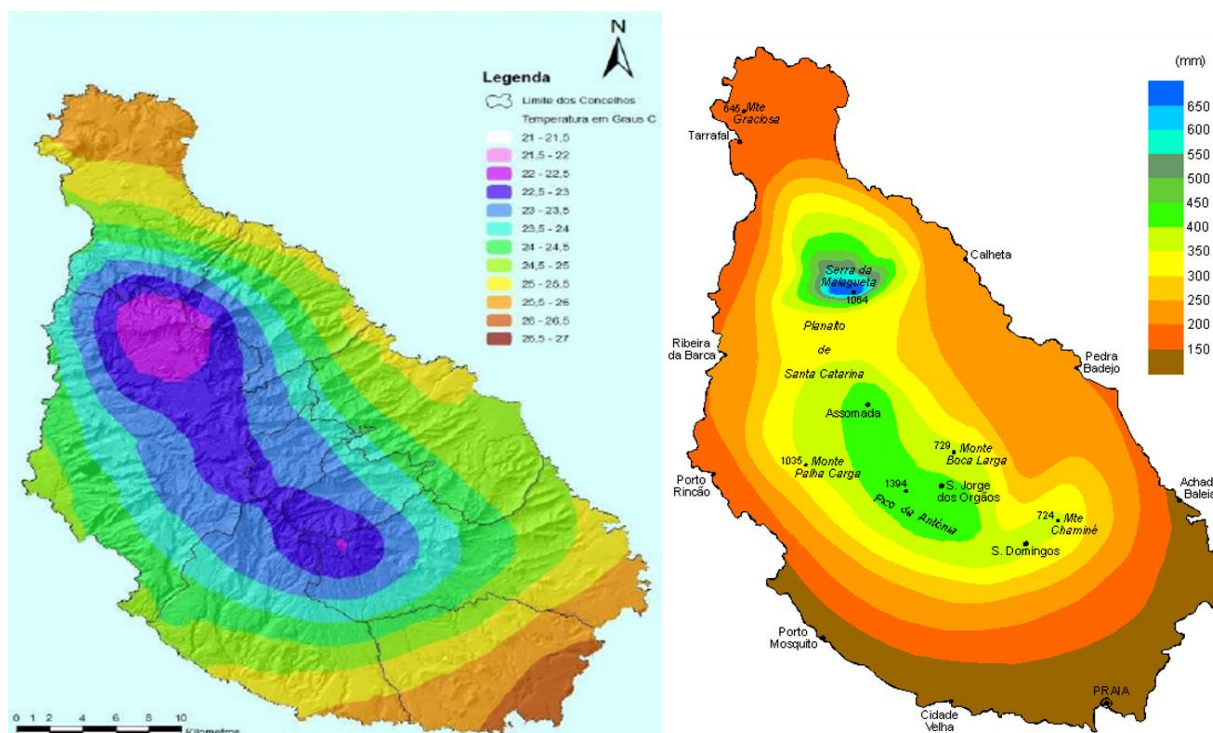 N
Legenda
Limite dos Concelhos
Temperatura em Graus C
21 - 21,5
21,5 - 22
22 - 22,5
22,5 - 23
23 - 23,5
23,5 - 24
24 - 24,5
24,5 - 25
25 - 25,5
25,5 - 26
26 - 26,5
26,5 - 27
0 1 2 4 6 8 10
(mm)
650
600
550
500
450
400
350
300
250
200
150
645 Mte
Graciosa
Tarrafal
Calheta
Serra da
Malagueta
1064
Planalto
de
Santa Catarina
Ribeira
da Barca
Pedra
Badejo
Assomada
729 Monte
Boca Larga
1035 Monte
Palha Carga
Porto
Rincão
1394
Pico da Antónia
S. Jorge
dos Orgãos
Achad
Baleia
724 Mte
Chaminé
S. Domingos
Porto
Mosquito
PRAIA
Cidade
Velha